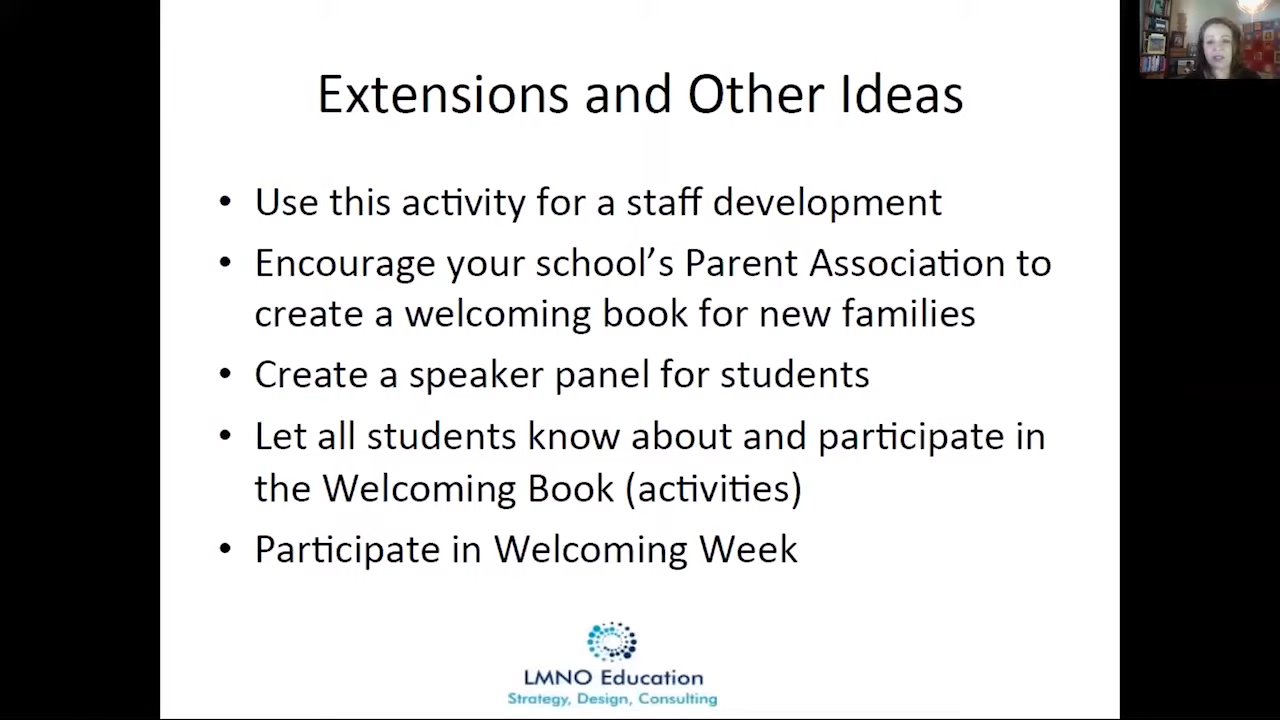 Extensions and Other Ideas
• Use this activity for a staff development
• Encourage your school's Parent Association to
create a welcoming book for new families
• Create a speaker panel for students
• Let all students know about and participate in
the Welcoming Book (activities)
• Participate in Welcoming Week
LMNO Education
Strategy, Design, Consulting